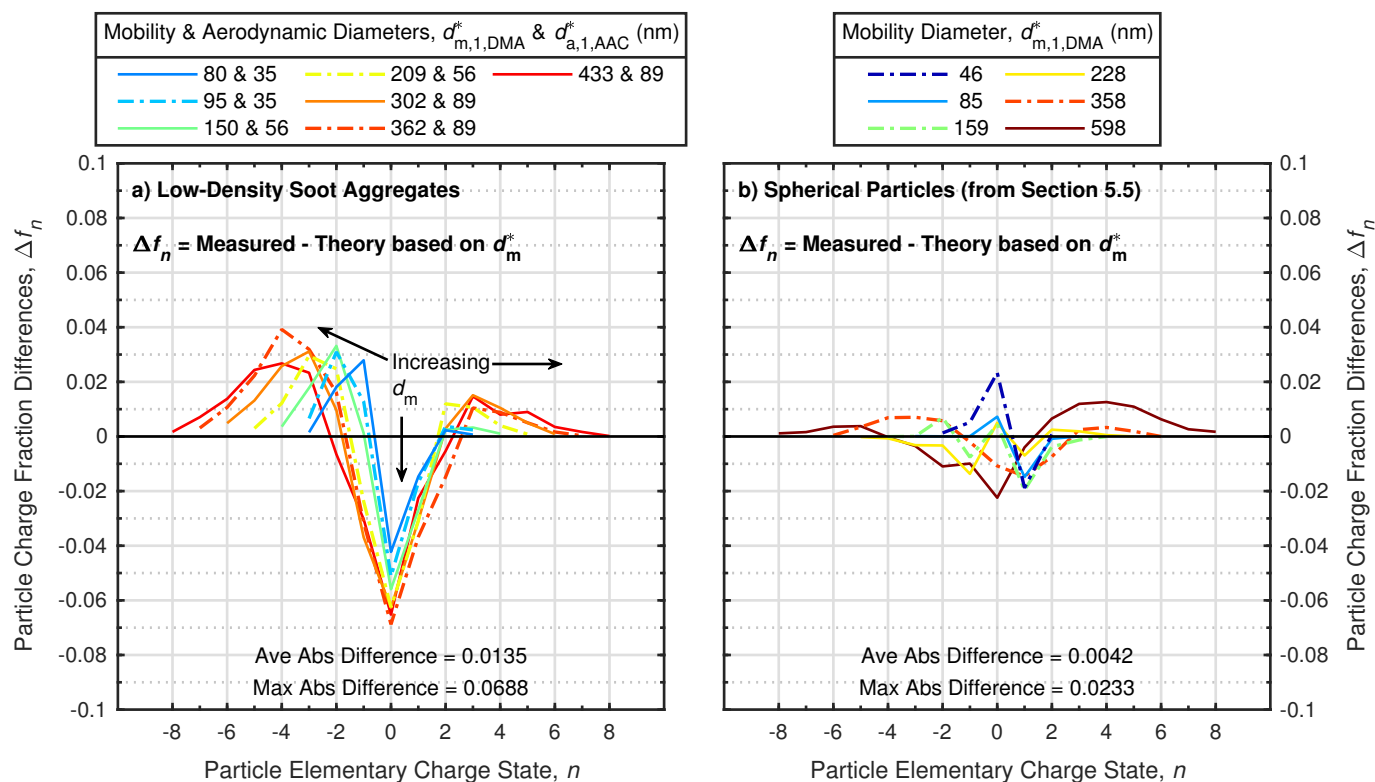 Mobility & Aerodynamic Diameters, d*m,1,DMA & d*a,1,AAC (nm)
80 & 35
209 & 56
433 & 89
95 & 35
302 & 89
150 & 56
362 & 89
Mobility Diameter, d*m,1,DMA (nm)
46
228
85
358
159
598
a) Low-Density Soot Aggregates
Δfn = Measured - Theory based on d*m
Increasing
dm
Ave Abs Difference = 0.0135
Max Abs Difference = 0.0688
0.1
0.08
0.06
0.04
0.02
0
-0.02
-0.04
-0.06
-0.08
-0.1
Particle Charge Fraction Differences, Δfn
-8 -6 -4 -2 0 2 4 6 8
Particle Elementary Charge State, n
b) Spherical Particles (from Section 5.5)
Δfn = Measured - Theory based on d*m
Ave Abs Difference = 0.0042
Max Abs Difference = 0.0233
0.1
0.08
0.06
0.04
0.02
0
-0.02
-0.04
-0.06
-0.08
-0.1
Particle Charge Fraction Differences, Δfn
-8 -6 -4 -2 0 2 4 6 8
Particle Elementary Charge State, n